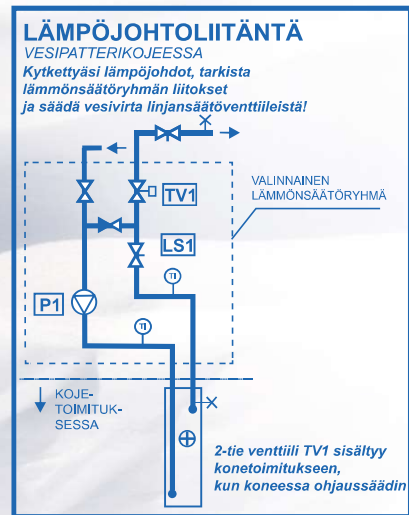 LÄMPÖJOHTOLIITÄNTÄ
VESIPATTERIKOJEESSA
Kytkettyäsi lämpöjohdot, tarkista
lämmönsäätöryhmän liitokset
ja säädä vesivirta linjansäätöventtiileistä!
VALINNAINEN
LÄMMÖNSÄÄTÖRYHMÄ
TV1
LS1
TI
P1
TI
KOJE-
TOIMITUK-
SESSA
2-tie venttiili TV1 sisältyy
konetoimitukseen,
kun koneessa ohjaussäädin